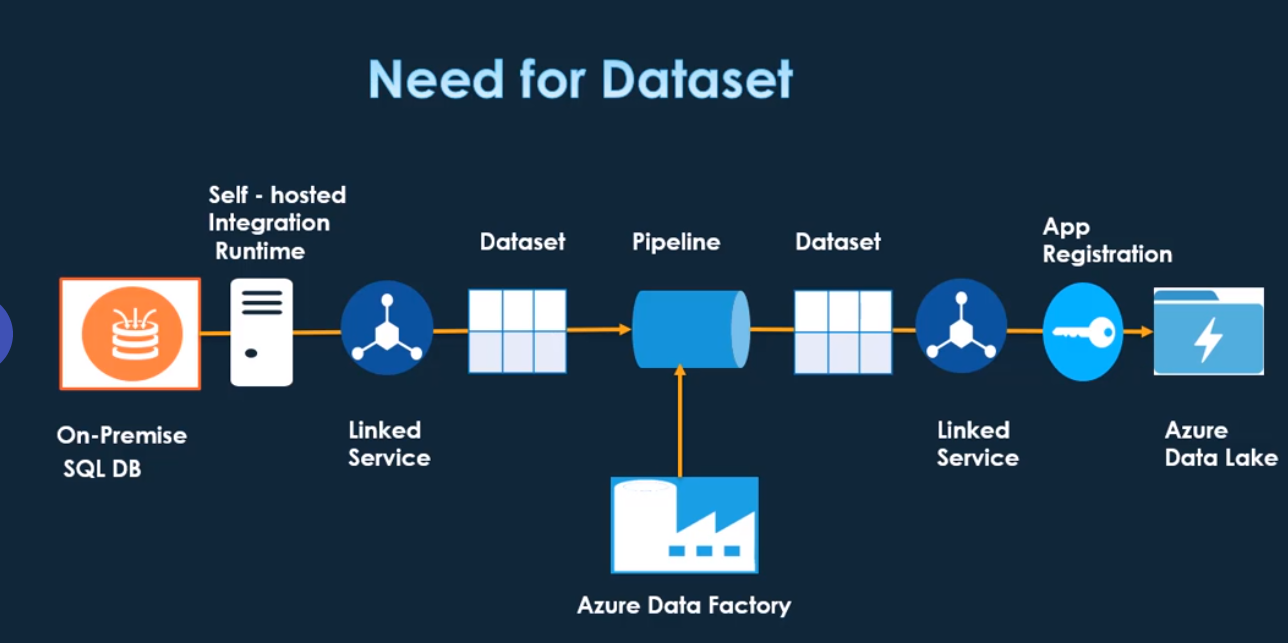 Need for Dataset
Self - hosted
Integration
Runtime
Dataset
Pipeline
Dataset
App
Registration
On-Premise
SQL DB
Linked
Service
Linked
Service
Azure
Data Lake
Azure Data Factory